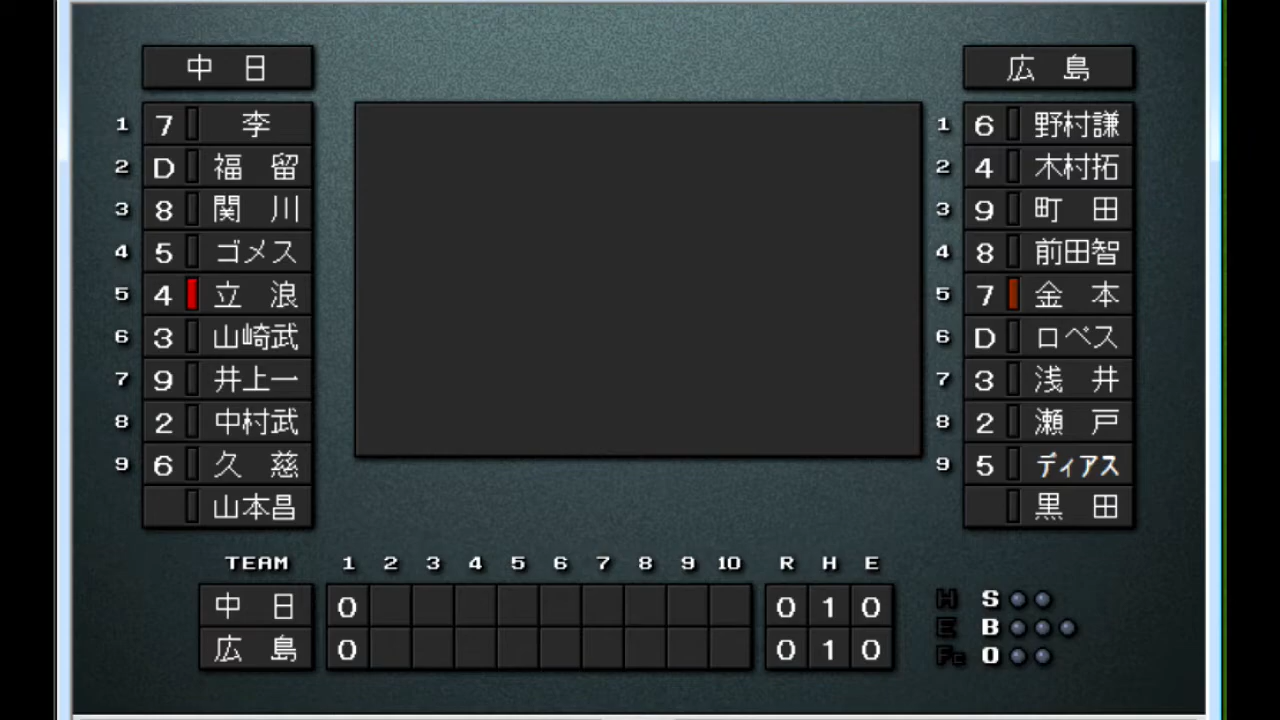 中日
1 7 李
2 D 福留
3 8 関川
4 5 ゴメス
5 4 立浪
6 3 山崎武
7 9 井上一
8 2 中村武
9 6 久慈
山本昌
広島
1 6 野村謙
2 4 木村拓
3 9 町田
4 8 前田智
5 7 金本
6 D ロペス
7 3 浅井
8 2 瀬戸
9 5 ディアス
黒田
TEAM 1 2 3 4 5 6 7 8 9 10 R H E
中日 0 0 1 0
広島 0 0 1 0
H S
E B
Fc O